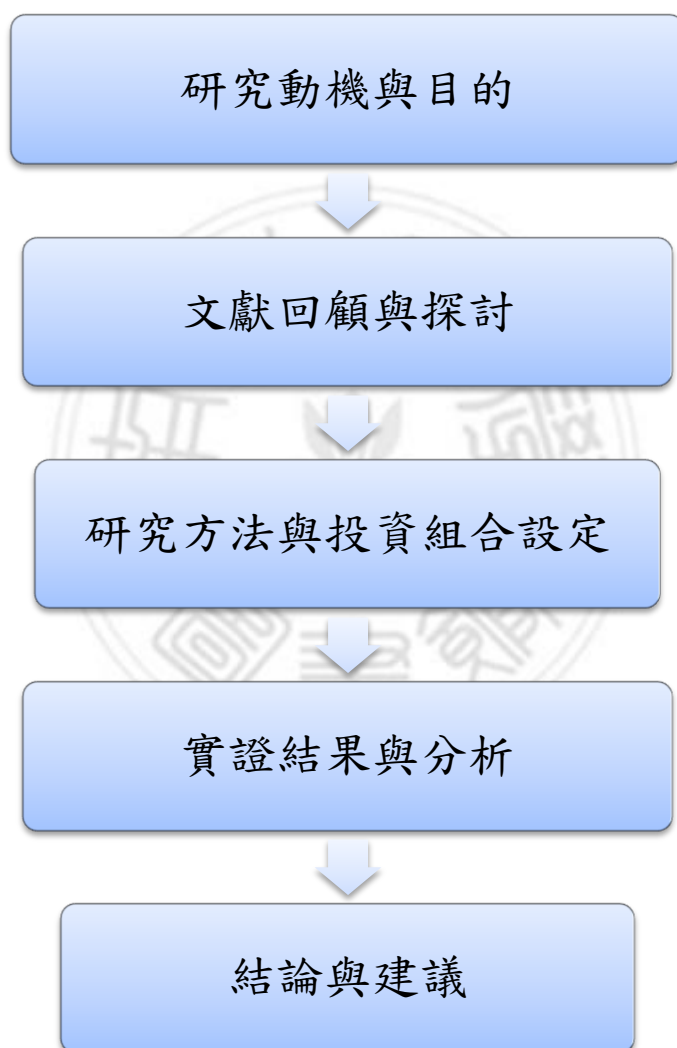 研究動機與目的
文獻回顧與探討
研究方法與投資組合設定
實證結果與分析
結論與建議